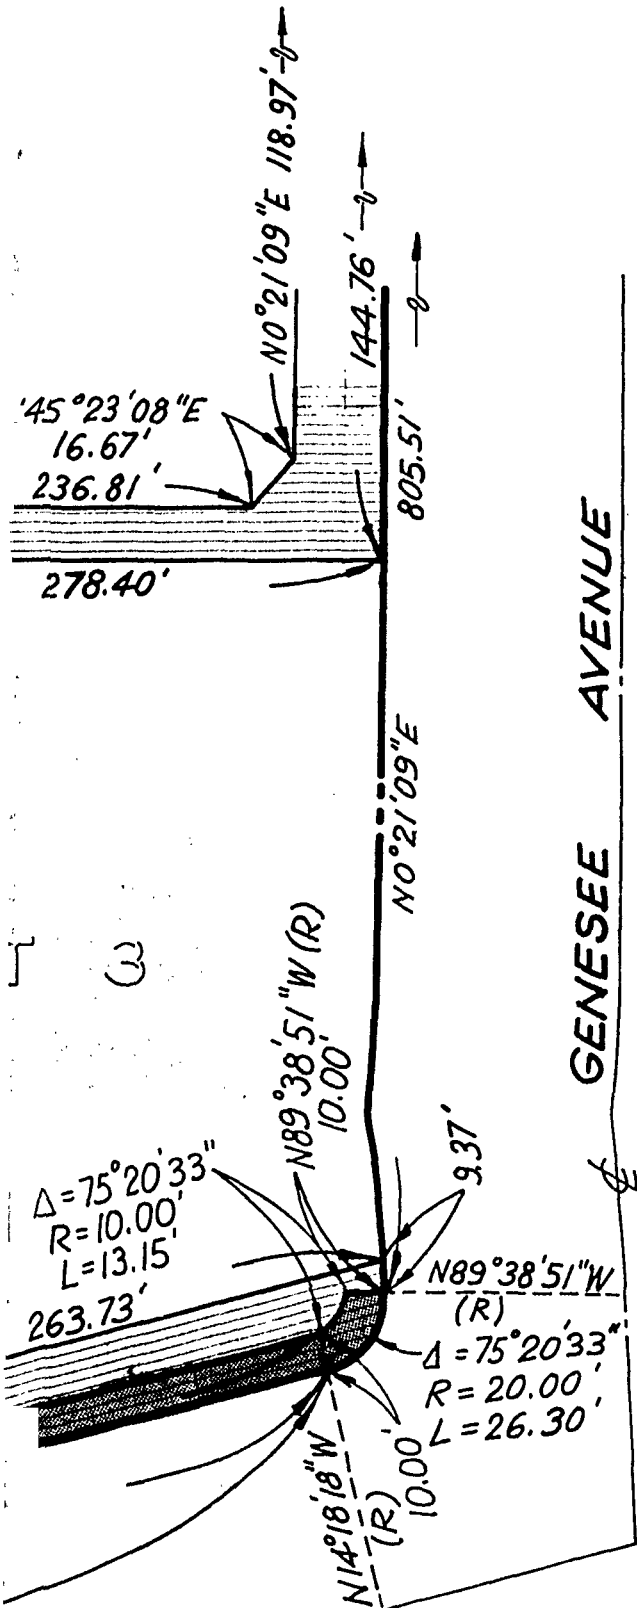 N0°21'09"E 118.97'
144.76'
'45°23'08"E
16.67'
236.81'
805.51'
278.40'
GENESEE AVENUE
N0°21'09"E
T 3
N89°38'51"W (R)
10.00'
Δ=75°20'33"
R=10.00'
L=13.15'
263.73'
9.37'
N89°38'51"W
(R)
Δ=75°20'33"
R=20.00'
L=26.30'
10.00'
N14°18'18"W
(R)